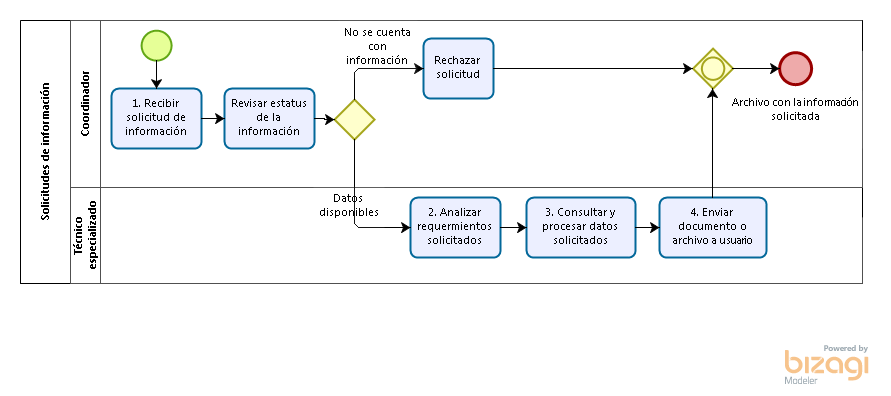 Solicitudes de información
Coordinador
Técnico
especializado
1. Recibir
solicitud de
información
Revisar estatus
de la
información
No se cuenta
con
información
Rechazar
solicitud
Archivo con la información
solicitada
Datos
disponibles
2. Analizar
requermientos
solicitados
3. Consultar y
procesar datos
solicitados
4. Enviar
documento o
archivo a usuario
Powered by
bizagi
Modeler